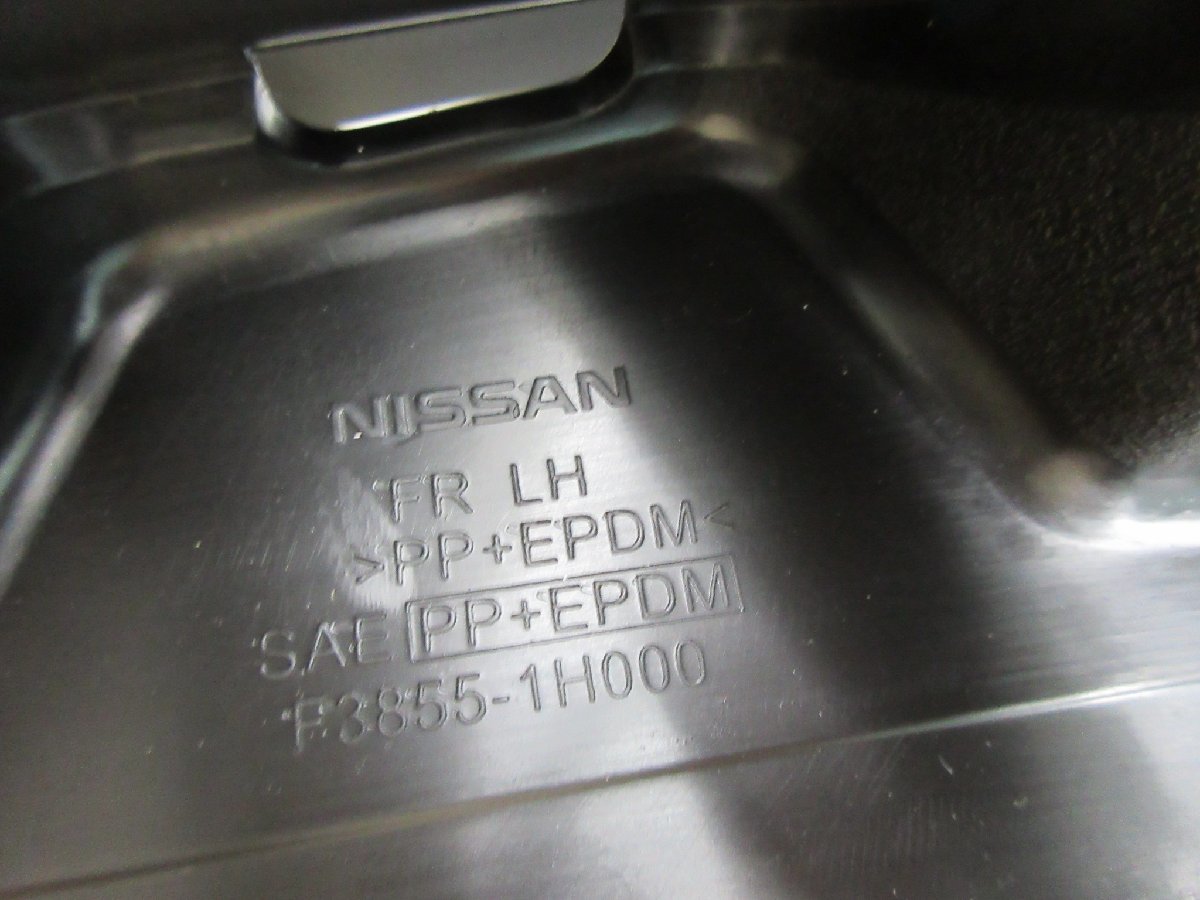 NISSAN
FR LH
>PP+EPDM<
SAE PP+EPDM
F3855-1H000